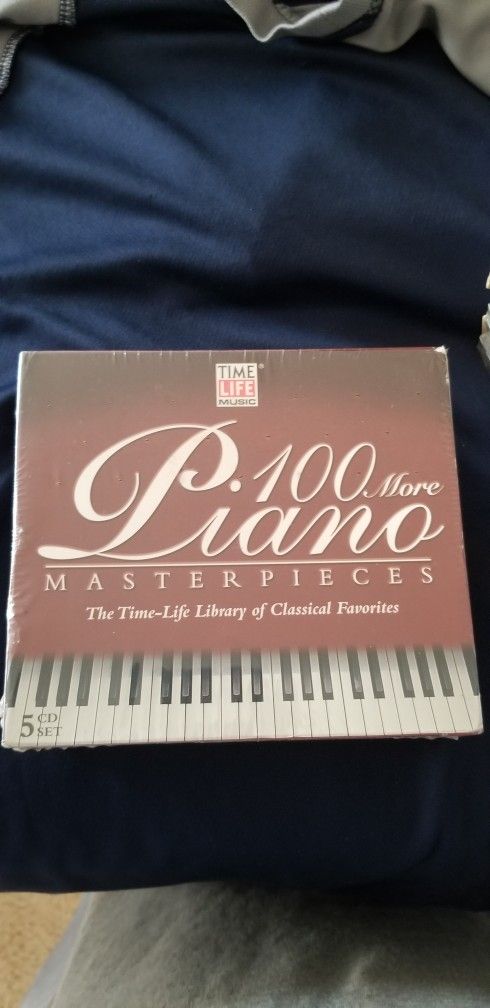 TIME
LIFE®
MUSIC
100 More
Piano
MASTERPIECES
The Time-Life Library of Classical Favorites
5 CD
SET